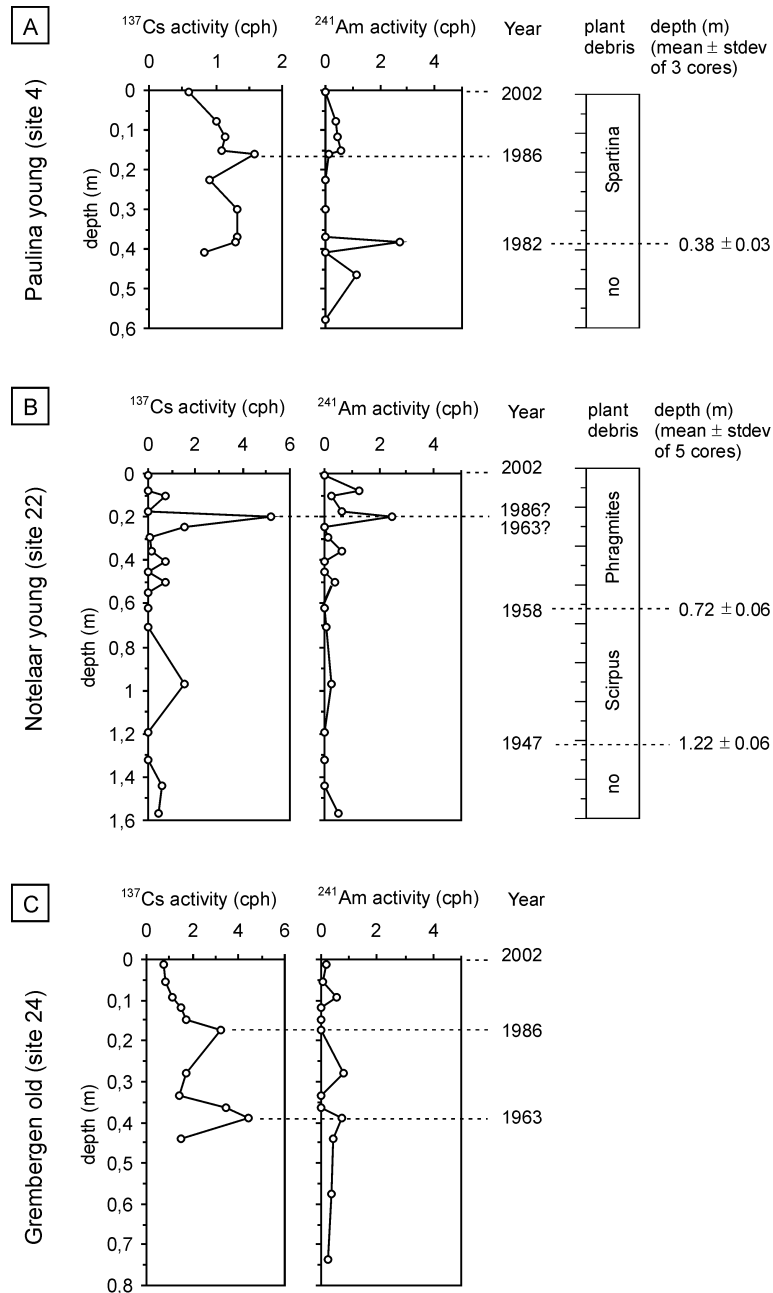 A
Paulina young (site 4)
137Cs activity (cph)
241Am activity (cph)
Year
plant
debris
depth (m)
(mean ± stdev
of 3 cores)
0 1 2
0 2 4
depth (m)
0
0,1
0,2
0,3
0,4
0,5
0,6
2002
1986
1982
Spartina
no
0.38 ± 0.03
B
Notelaar young (site 22)
137Cs activity (cph)
241Am activity (cph)
Year
plant
debris
depth (m)
(mean ± stdev
of 5 cores)
0 2 4 6
0 2 4
depth (m)
0
0.2
0.4
0,6
0,8
1
1,2
1,4
1,6
2002
1986?
1963?
1958
1947
Phragmites
Scirpus
no
0.72 ± 0.06
1.22 ± 0.06
C
Grembergen old (site 24)
137Cs activity (cph)
241Am activity (cph)
Year
0 2 4 6
0 2 4
depth (m)
0
0,1
0,2
0,3
0,4
0,5
0,6
0,7
0.8
2002
1986
1963